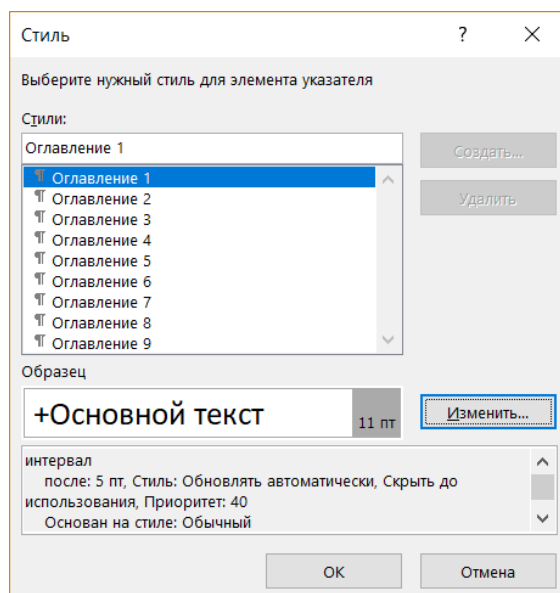 Стиль
Выберите нужный стиль для элемента указателя
Стили:
Оглавление 1
Создать...
¶ Оглавление 1
¶ Оглавление 2
Удалить
¶ Оглавление 3
¶ Оглавление 4
¶ Оглавление 5
¶ Оглавление 6
¶ Оглавление 7
¶ Оглавление 8
¶ Оглавление 9
Образец
+Основной текст
11 пт
Изменить...
интервал
после: 5 пт, Стиль: Обновлять автоматически, Скрыть до
использования, Приоритет: 40
Основан на стиле: Обычный
ОК
Отмена